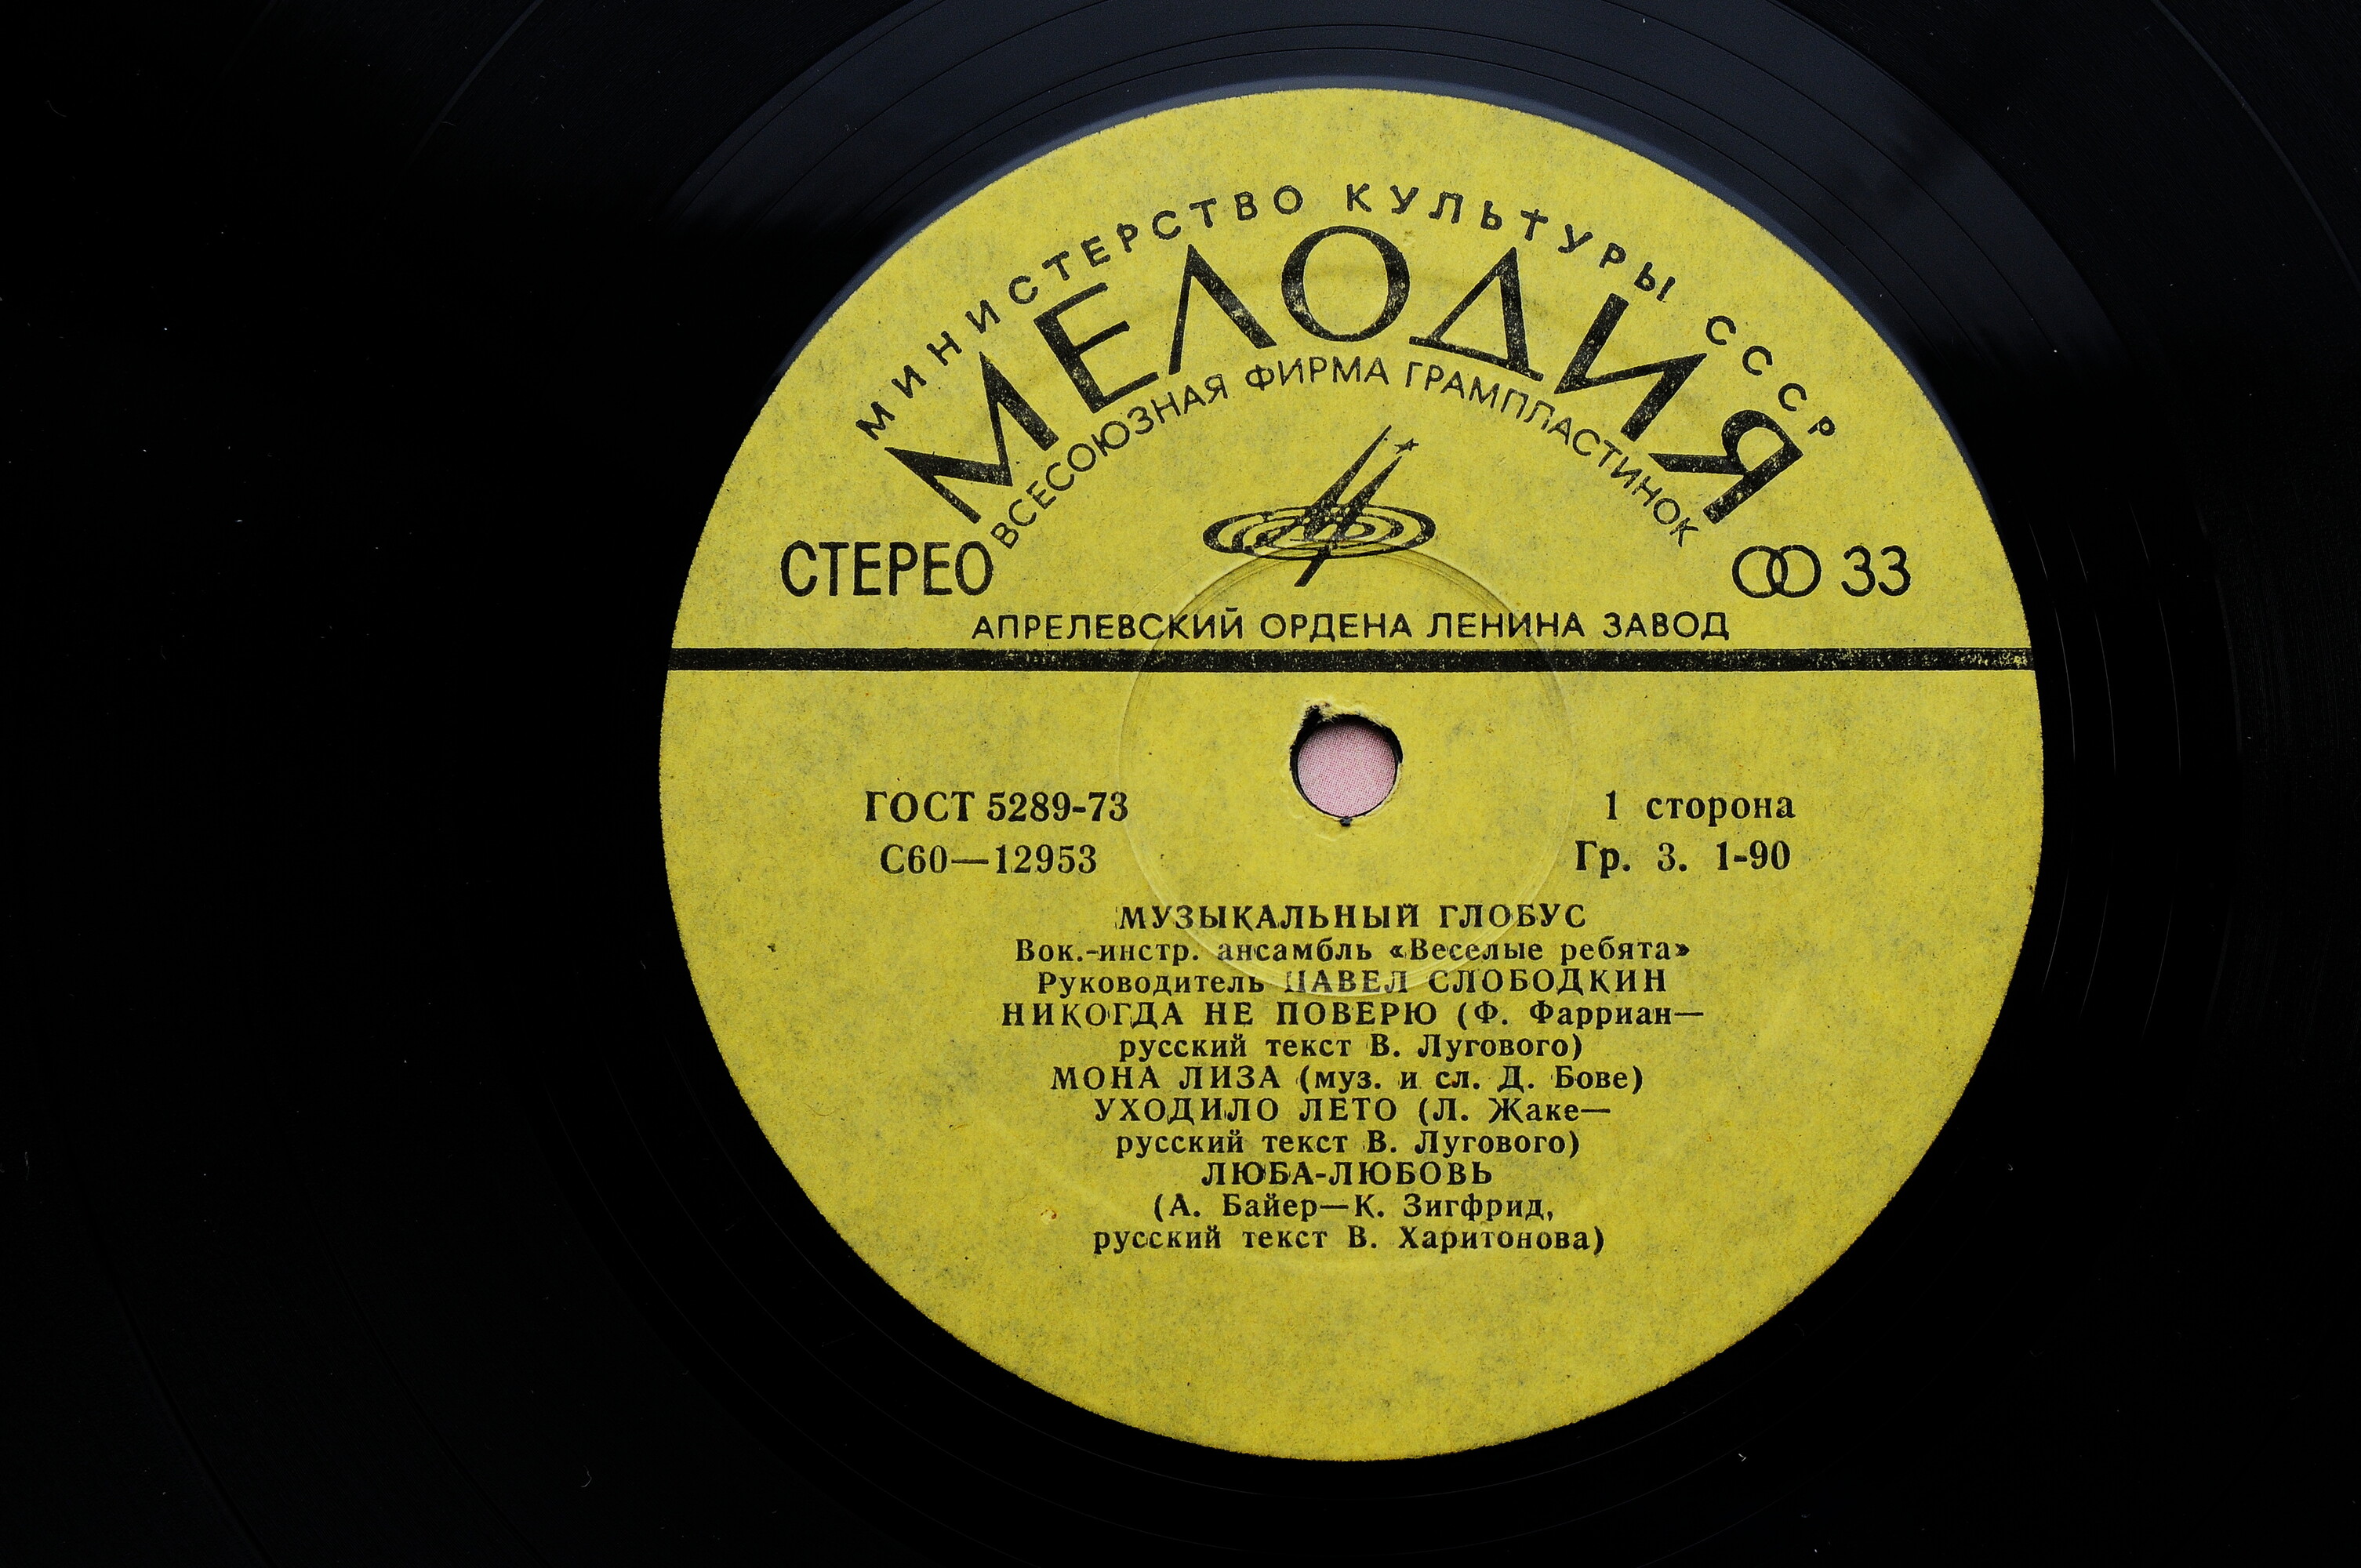 МИНИСТЕРСТВО КУЛЬТУРЫ СССР
МЕЛОДИЯ
ВСЕСОЮЗНАЯ ФИРМА ГРАМПЛАСТИНОК
СТЕРЕО 33
АПРЕЛЕВСКИЙ ОРДЕНА ЛЕНИНА ЗАВОД
ГОСТ 5289-73 1 сторона
С60—12953 Гр. 3. 1-90
МУЗЫКАЛЬНЫЙ ГЛОБУС
Вок.-инстр. ансамбль «Веселые ребята»
Руководитель ПАВЕЛ СЛОБОДКИН
НИКОГДА НЕ ПОВЕРЮ (Ф. Фарриан—
русский текст В. Лугового)
МОНА ЛИЗА (муз. и сл. Д. Бове)
УХОДИЛО ЛЕТО (Л. Жаке—
русский текст В. Лугового)
ЛЮБА-ЛЮБОВЬ
(А. Байер—К. Зигфрид,
русский текст В. Харитонова)